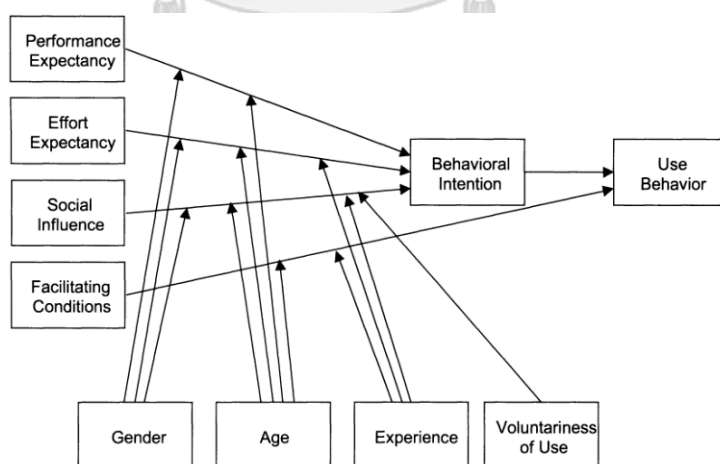 Performance
Expectancy
Effort
Expectancy
Social
Influence
Facilitating
Conditions
Behavioral
Intention
Use
Behavior
Gender
Age
Experience
Voluntariness
of Use